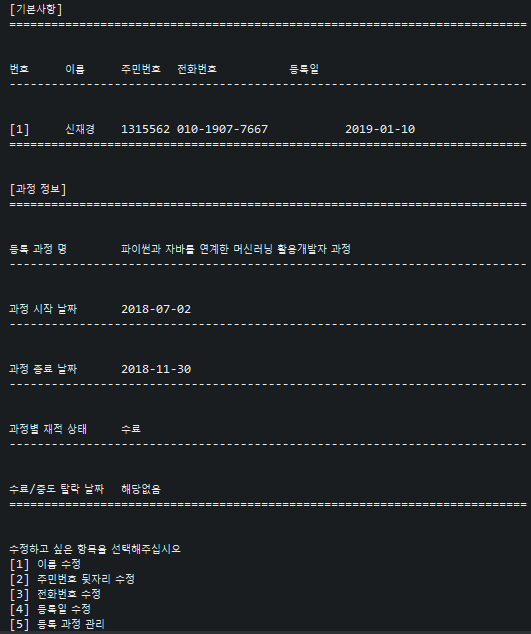 [기본사항]
==========================================================================
번호 이름 주민번호 전화번호 등록일
--------------------------------------------------------------------------
[1] 신재경 1315562 010-1907-7667 2019-01-10
==========================================================================
[과정 정보]
==========================================================================
등록 과정 명 파이썬과 자바를 연계한 머신러닝 활용개발자 과정
--------------------------------------------------------------------------
과정 시작 날짜 2018-07-02
--------------------------------------------------------------------------
과정 종료 날짜 2018-11-30
--------------------------------------------------------------------------
과정별 재적 상태 수료
--------------------------------------------------------------------------
수료/중도 탈락 날짜 해당없음
==========================================================================
수정하고 싶은 항목을 선택해주십시오
[1] 이름 수정
[2] 주민번호 뒷자리 수정
[3] 전화번호 수정
[4] 등록일 수정
[5] 등록 과정 관리